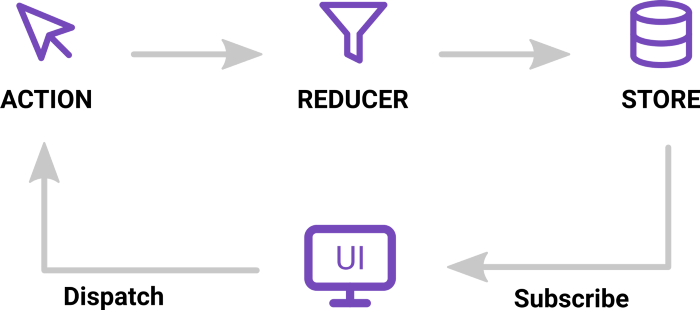 ACTION
REDUCER
STORE
UI
Dispatch
Subscribe